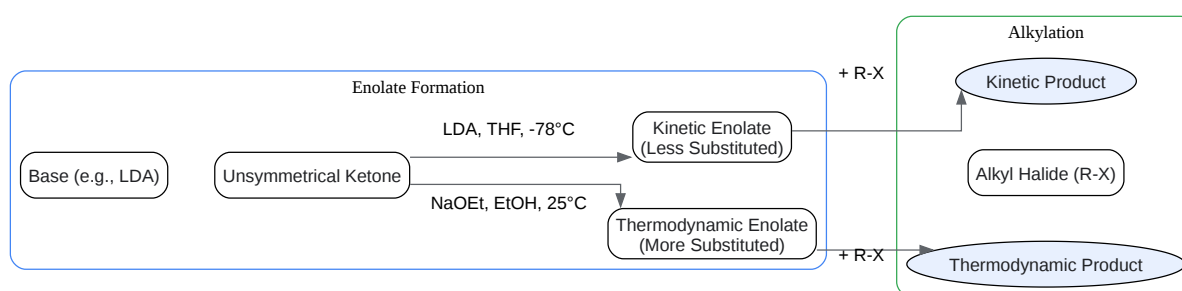 Alkylation
+ R-X
Kinetic Product
Enolate Formation
LDA, THF, -78°C
Kinetic Enolate
(Less Substituted)
Base (e.g., LDA)
Unsymmetrical Ketone
Alkyl Halide (R-X)
NaOEt, EtOH, 25°C
Thermodynamic Enolate
(More Substituted)
+ R-X
Thermodynamic Product